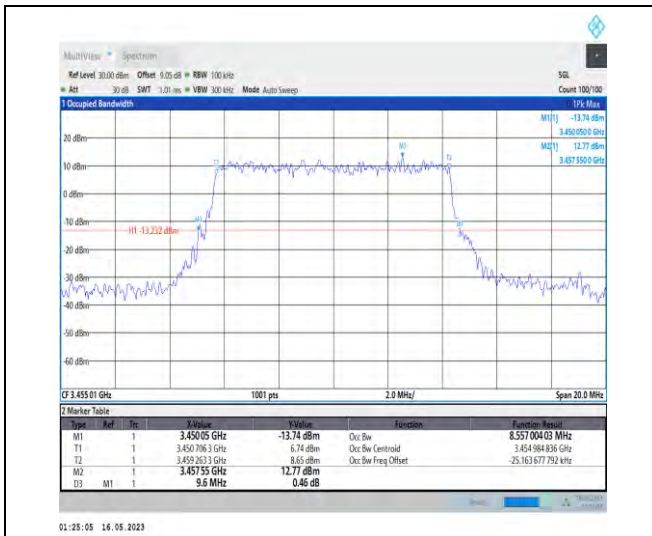 MultiView Spectrum
Ref Level 30.00 dBm Offset 9.05 dB RBW 100 kHz SGL
Att 30 dB SWT 1.01 ms VBW 300 kHz Mode Auto Sweep Count 100/100
1 Occupied Bandwidth 1Pk Max
M1[1] -13.74 dBm
3.450 050 0 GHz
M2[1] 12.77 dBm
3.457 550 0 GHz
20 dBm
10 dBm
0 dBm
-10 dBm
H1 -13.232 dBm
-20 dBm
-30 dBm
-40 dBm
-50 dBm
-60 dBm
T1
M2
T2
CF 3.455 01 GHz 1001 pts 2.0 MHz/ Span 20.0 MHz
2 Marker Table
Type Ref Trc X-Value Y-Value Function Function Result
M1 1 3.45005 GHz -13.74 dBm Occ Bw 8.557 004 03 MHz
T1 1 3.450 706 3 GHz 6.74 dBm Occ Bw Centroid 3.454 984 836 GHz
T2 1 3.459 263 3 GHz 8.65 dBm Occ Bw Freq Offset -25.163 677 792 kHz
M2 1 3.457 55 GHz 12.77 dBm
D3 M1 1 9.6 MHz 0.46 dB
01:25:05 16.05.2023